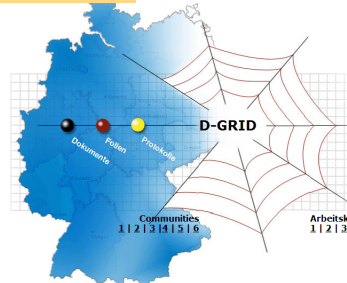 D-GRID
Dokumente
Folien
Protokolle
Communities
1 | 2 | 3 |4 | 5 | 6
Arbeitsk
1 | 2 | 3